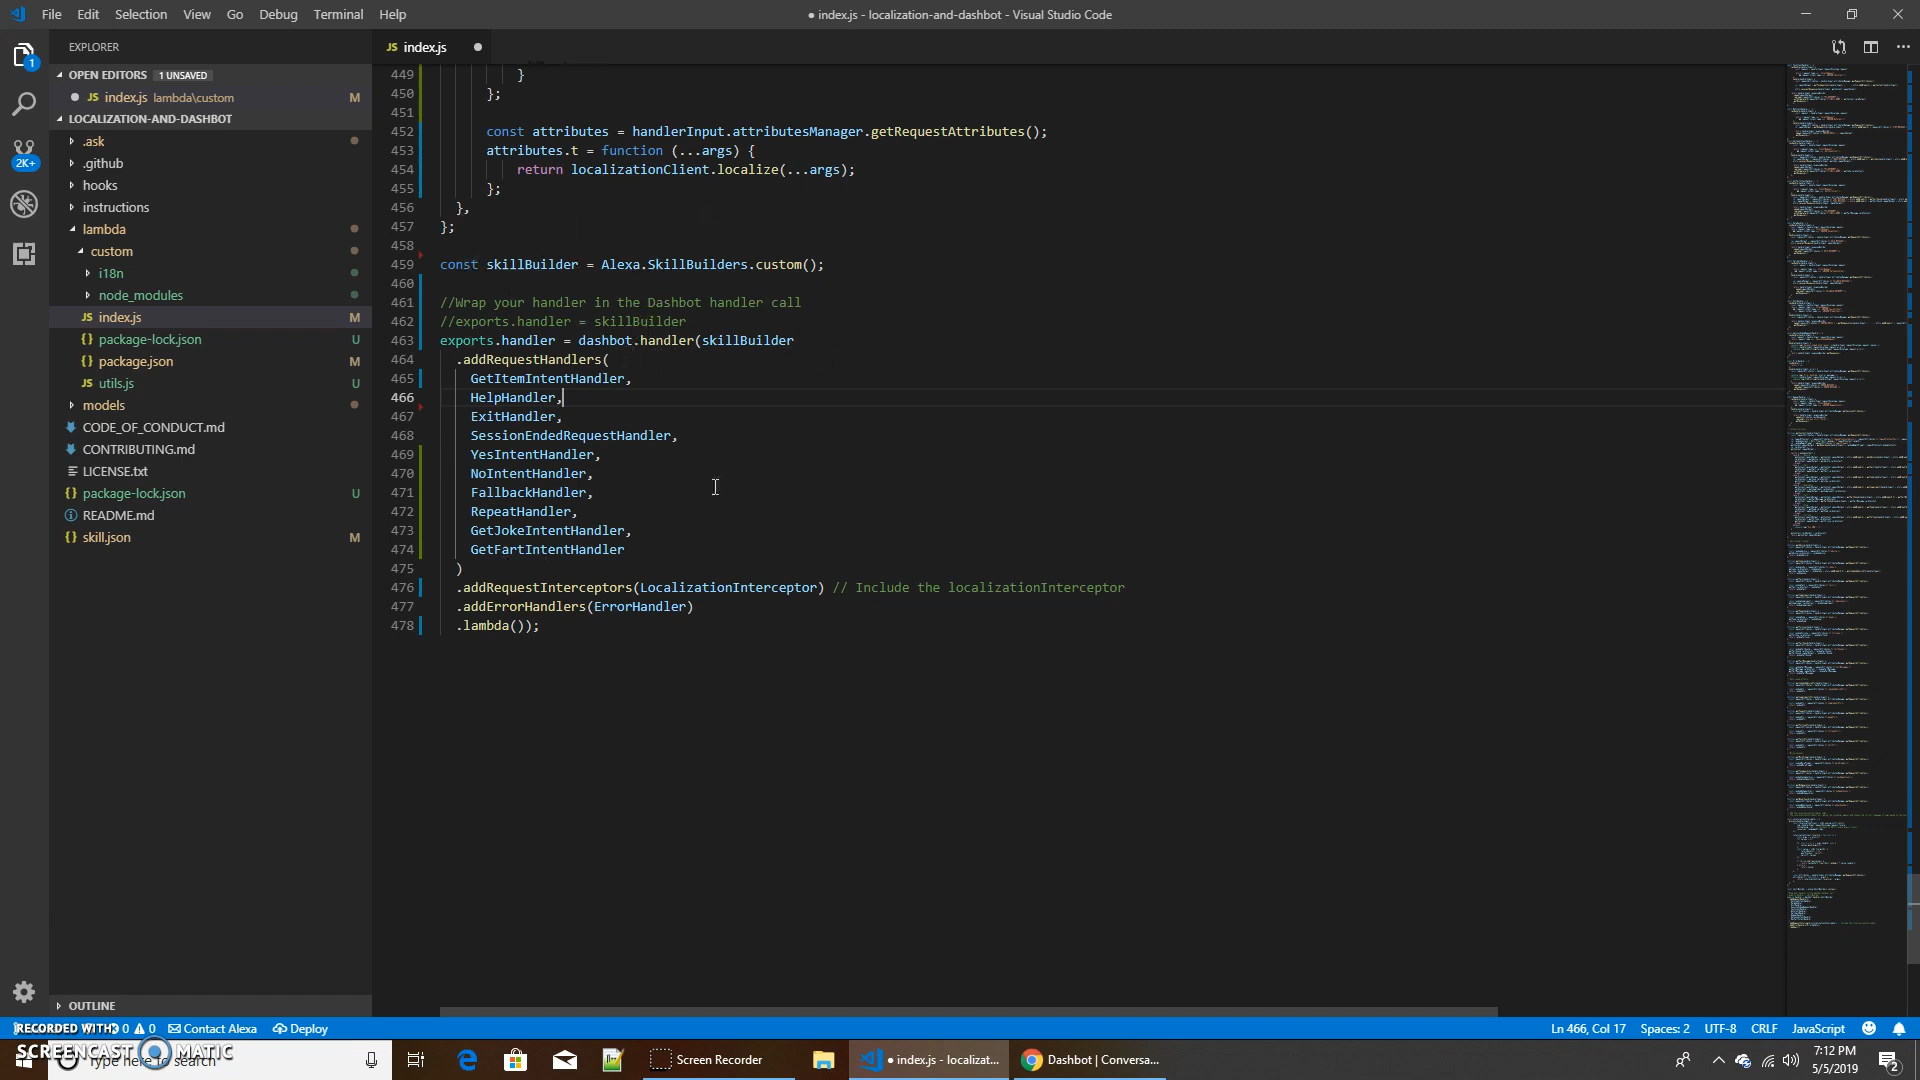 File Edit Selection View Go Debug Terminal Help
● index.js - localization-and-dashbot - Visual Studio Code
EXPLORER
JS index.js ●
OPEN EDITORS 1 UNSAVED
● JS index.js lambda\custom M
LOCALIZATION-AND-DASHBOT
.ask
.github
hooks
instructions
lambda
custom
i18n
node_modules
JS index.js M
{} package-lock.json U
{} package.json M
JS utils.js U
models
CODE_OF_CONDUCT.md
CONTRIBUTING.md
LICENSE.txt
{} package-lock.json U
README.md
{} skill.json M
OUTLINE
1
2K+
449 }
450 };
451
452 const attributes = handlerInput.attributesManager.getRequestAttributes();
453 attributes.t = function (...args) {
454 return localizationClient.localize(...args);
455 };
456 },
457 };
458
459 const skillBuilder = Alexa.SkillBuilders.custom();
460
461 //Wrap your handler in the Dashbot handler call
462 //exports.handler = skillBuilder
463 exports.handler = dashbot.handler(skillBuilder
464 .addRequestHandlers(
465 GetItemIntentHandler,
466 HelpHandler,
467 ExitHandler,
468 SessionEndedRequestHandler,
469 YesIntentHandler,
470 NoIntentHandler,
471 FallbackHandler,
472 RepeatHandler,
473 GetJokeIntentHandler,
474 GetFartIntentHandler
475 )
476 .addRequestInterceptors(LocalizationInterceptor) // Include the localizationInterceptor
477 .addErrorHandlers(ErrorHandler)
478 .lambda());
0 0 Contact Alexa Deploy
Ln 466, Col 17 Spaces: 2 UTF-8 CRLF JavaScript
RECORDED WITH
SCREENCAST MATIC
Type here to search
Screen Recorder
● index.js - localizat...
Dashbot | Conversa...
7:12 PM
5/5/2019
2